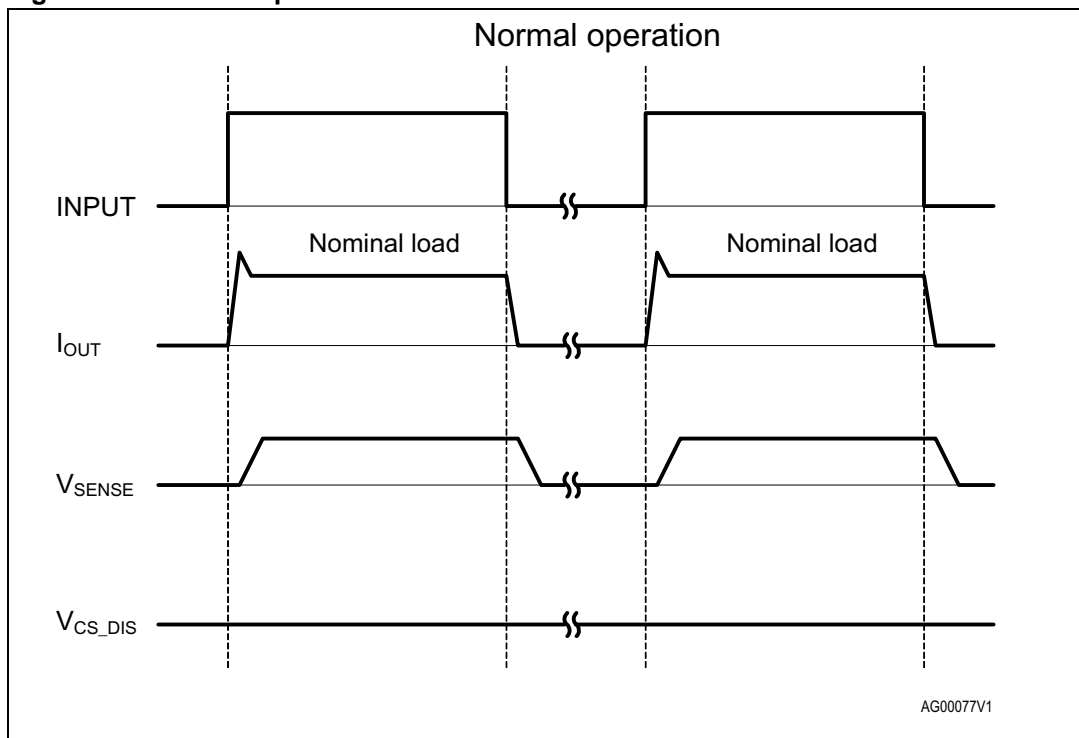 Normal operation
INPUT
Nominal load Nominal load
IOUT
VSENSE
VCS_DIS
AG00077V1